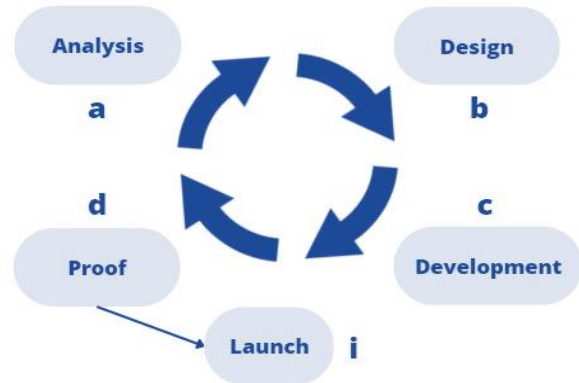 Analysis
Design
a
b
d
c
Proof
Development
Launch
i